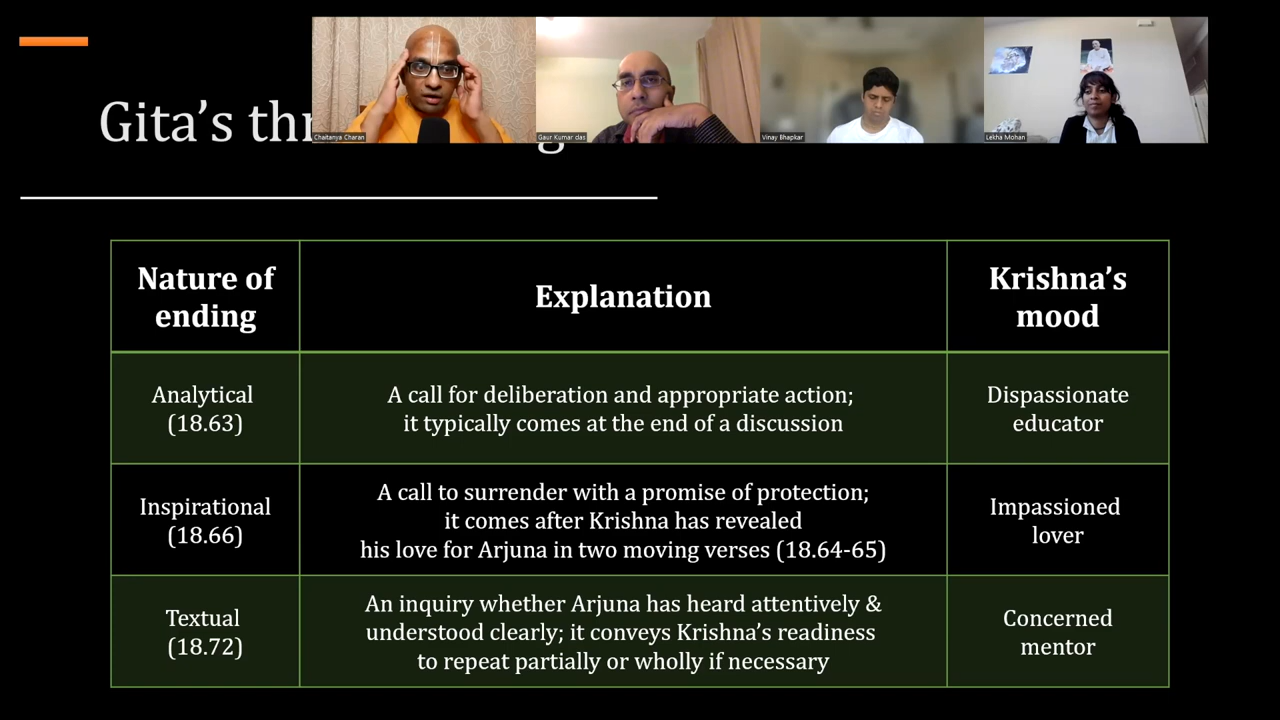 Chaitanya Charan
Gaur Kumar das
Vinay Bhapkar
Lekha Mohan
Gita's
Nature of
ending
Explanation
Krishna's
mood
Analytical
(18.63)
A call for deliberation and appropriate action;
it typically comes at the end of a discussion
Dispassionate
educator
Inspirational
(18.66)
A call to surrender with a promise of protection;
it comes after Krishna has revealed
his love for Arjuna in two moving verses (18.64-65)
Impassioned
lover
Textual
(18.72)
An inquiry whether Arjuna has heard attentively &
understood clearly; it conveys Krishna's readiness
to repeat partially or wholly if necessary
Concerned
mentor